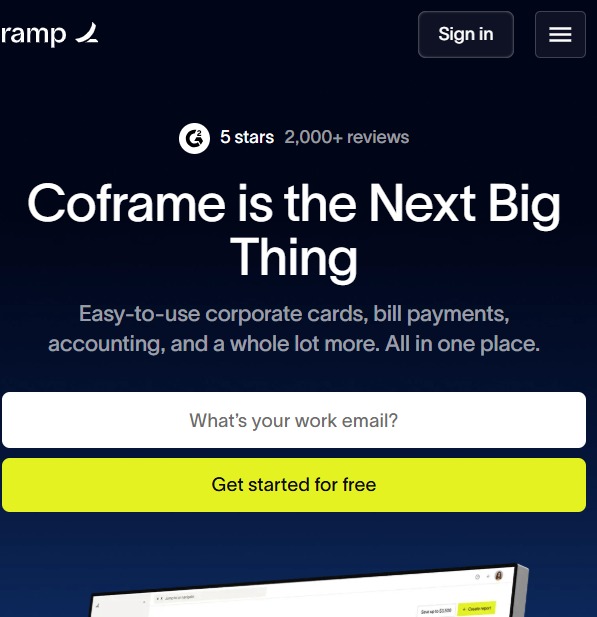 ramp
Sign in
G2 5 stars 2,000+ reviews
Coframe is the Next Big
Thing
Easy-to-use corporate cards, bill payments,
accounting, and a whole lot more. All in one place.
What's your work email?
Get started for free
Save up to $3,500
+ Create report